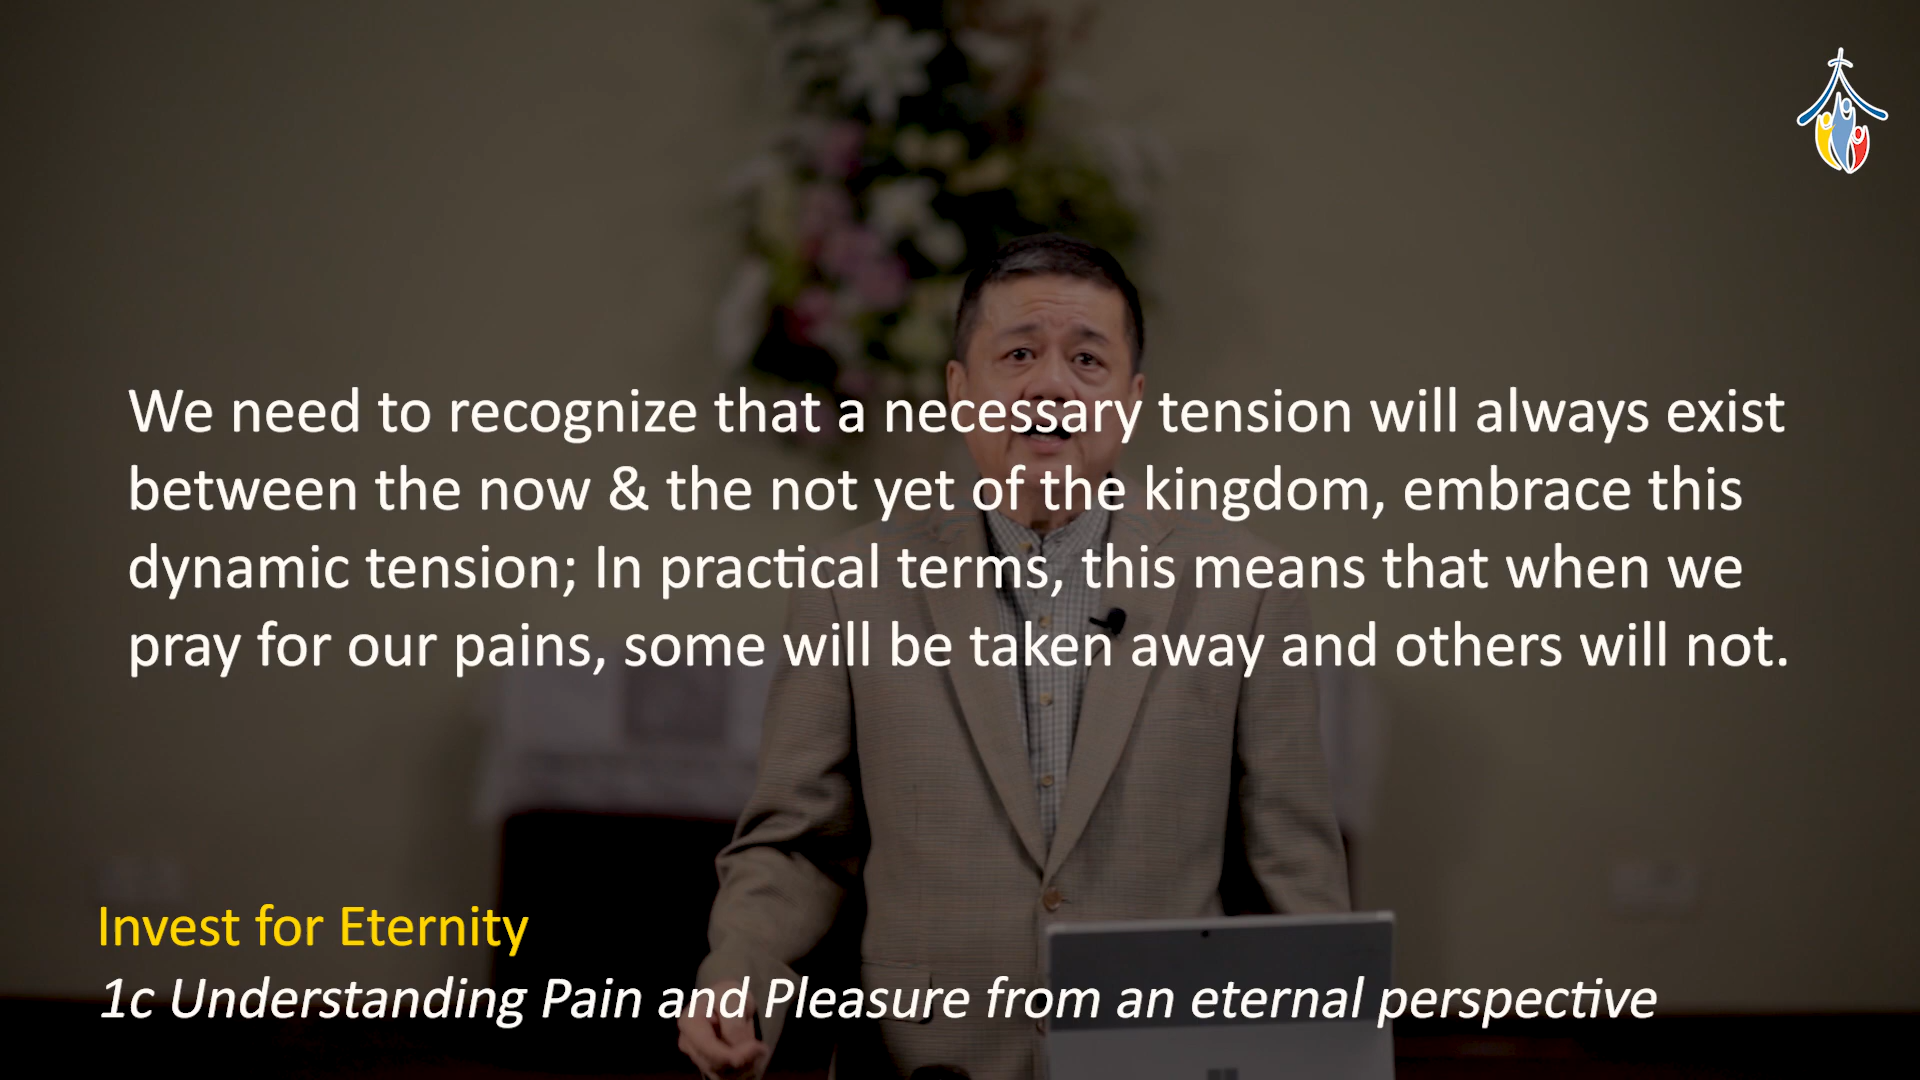 We need to recognize that a necessary tension will always exist
between the now & the not yet of the kingdom, embrace this
dynamic tension; In practical terms, this means that when we
pray for our pains, some will be taken away and others will not.
Invest for Eternity
1c Understanding Pain and Pleasure from an eternal perspective